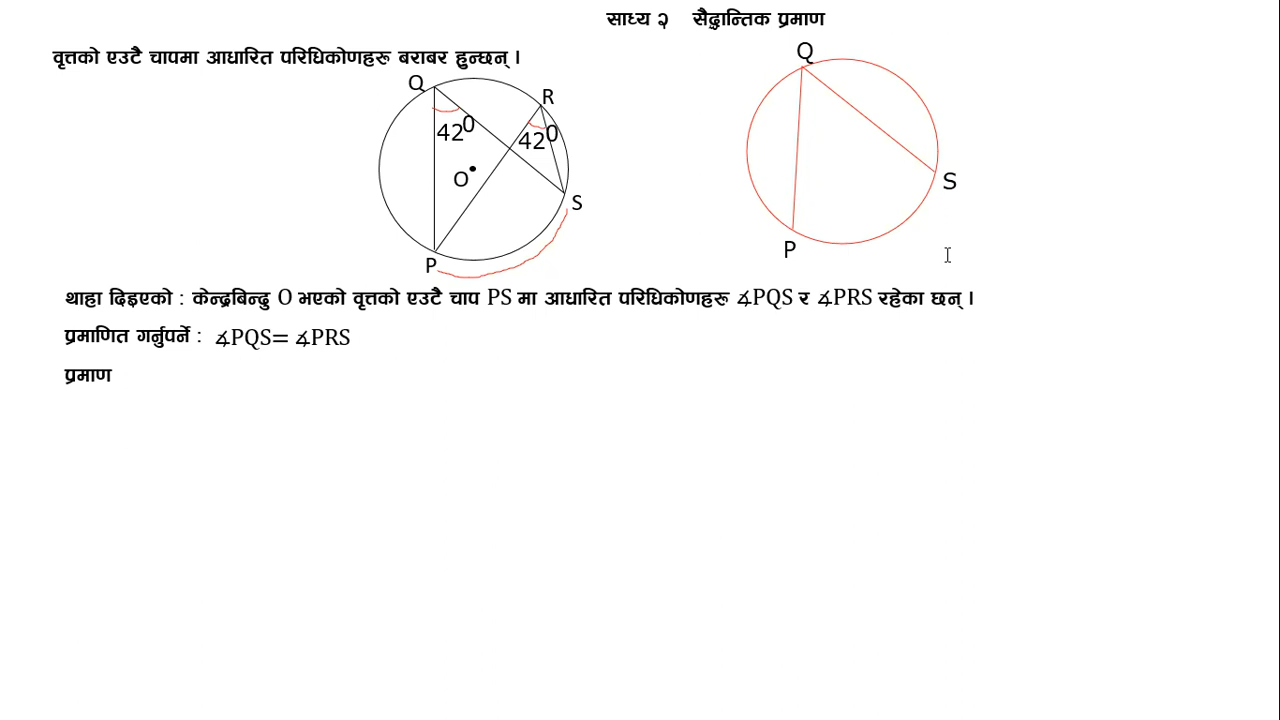 साध्य २ सैद्धान्तिक प्रमाण
वृत्तको एउटै चापमा आधारित परिधिकोणहरू बराबर हुन्छन् ।
Q
R
42⁰
42⁰
O
S
P
Q
S
P
थाहा दिइएको : केन्द्रबिन्दु O भएको वृत्तको एउटै चाप PS मा आधारित परिधिकोणहरू ∡PQS र ∡PRS रहेका छन् ।
प्रमाणित गर्नुपर्ने : ∡PQS= ∡PRS
प्रमाण